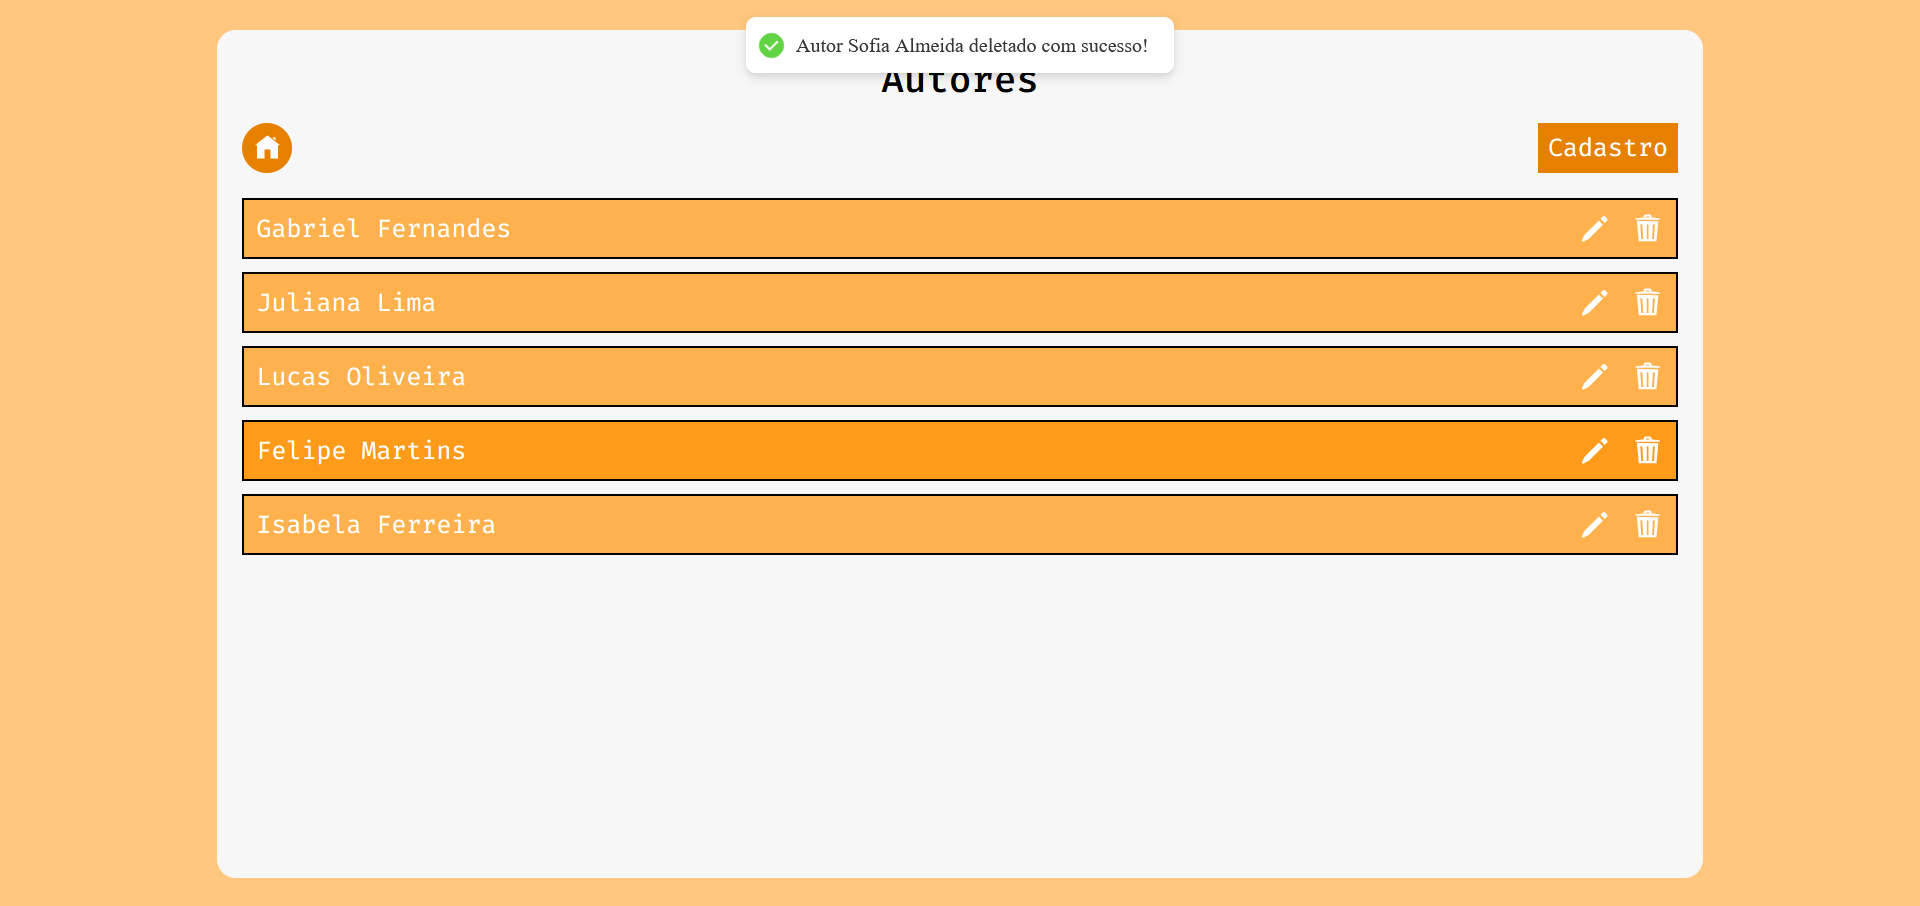 Autor Sofia Almeida deletado com sucesso!
Autores
Cadastro
Gabriel Fernandes
Juliana Lima
Lucas Oliveira
Felipe Martins
Isabela Ferreira